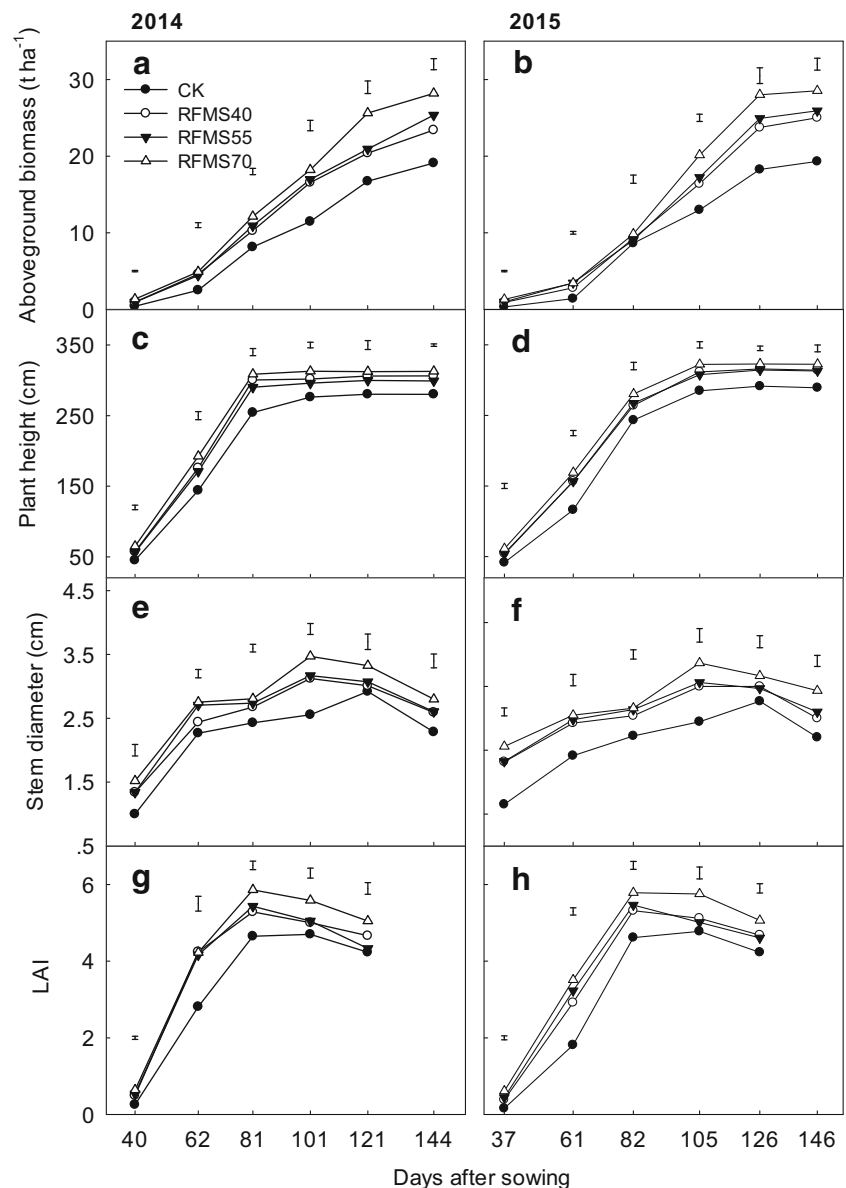 2014
2015
Aboveground biomass (t ha⁻¹)
30
20
10
0
a
CK
RFMS40
RFMS55
RFMS70
b
Plant height (cm)
350
250
150
50
c
d
Stem diameter (cm)
4.5
3.5
2.5
1.5
.5
e
f
LAI
6
4
2
0
g
h
40 62 81 101 121 144
37 61 82 105 126 146
Days after sowing